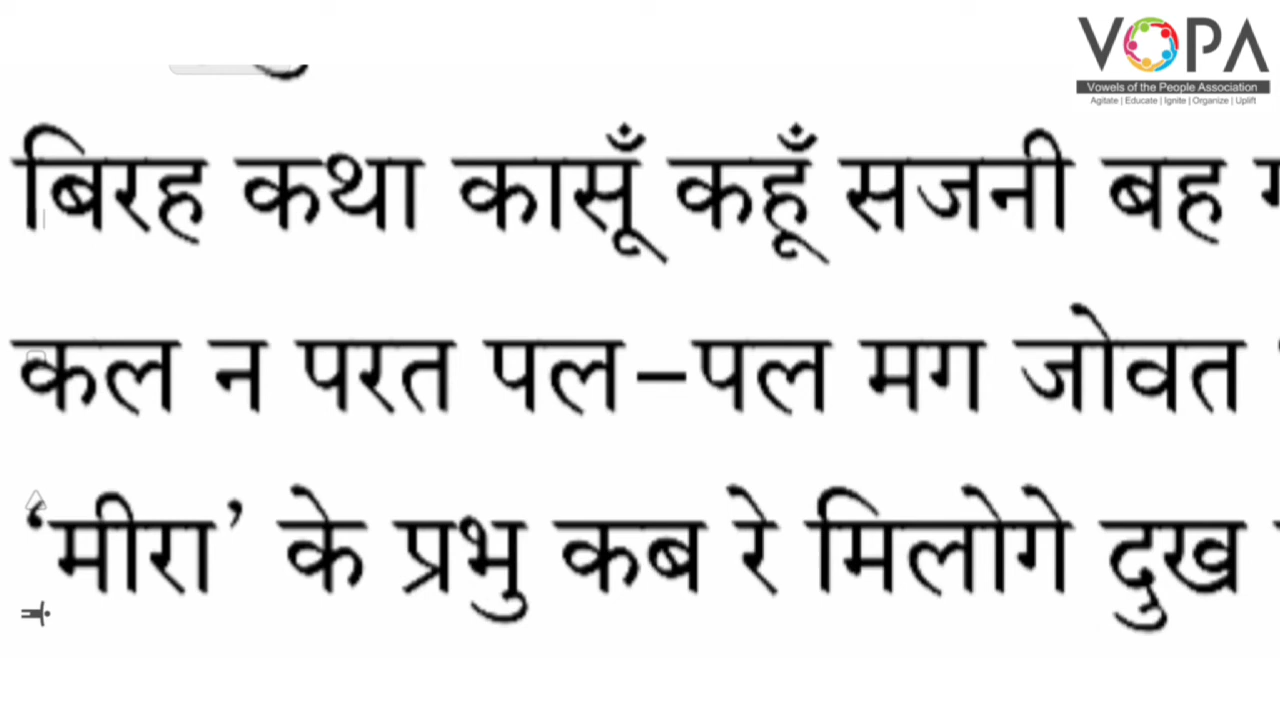 VOPA
Vowels of the People Association
Agitate | Educate | Ignite | Organize | Uplift
बिरह कथा कासूँ कहूँ सजनी बह
कल न परत पल-पल मग जोवत
‘मीरा’ के प्रभु कब रे मिलोगे दुख